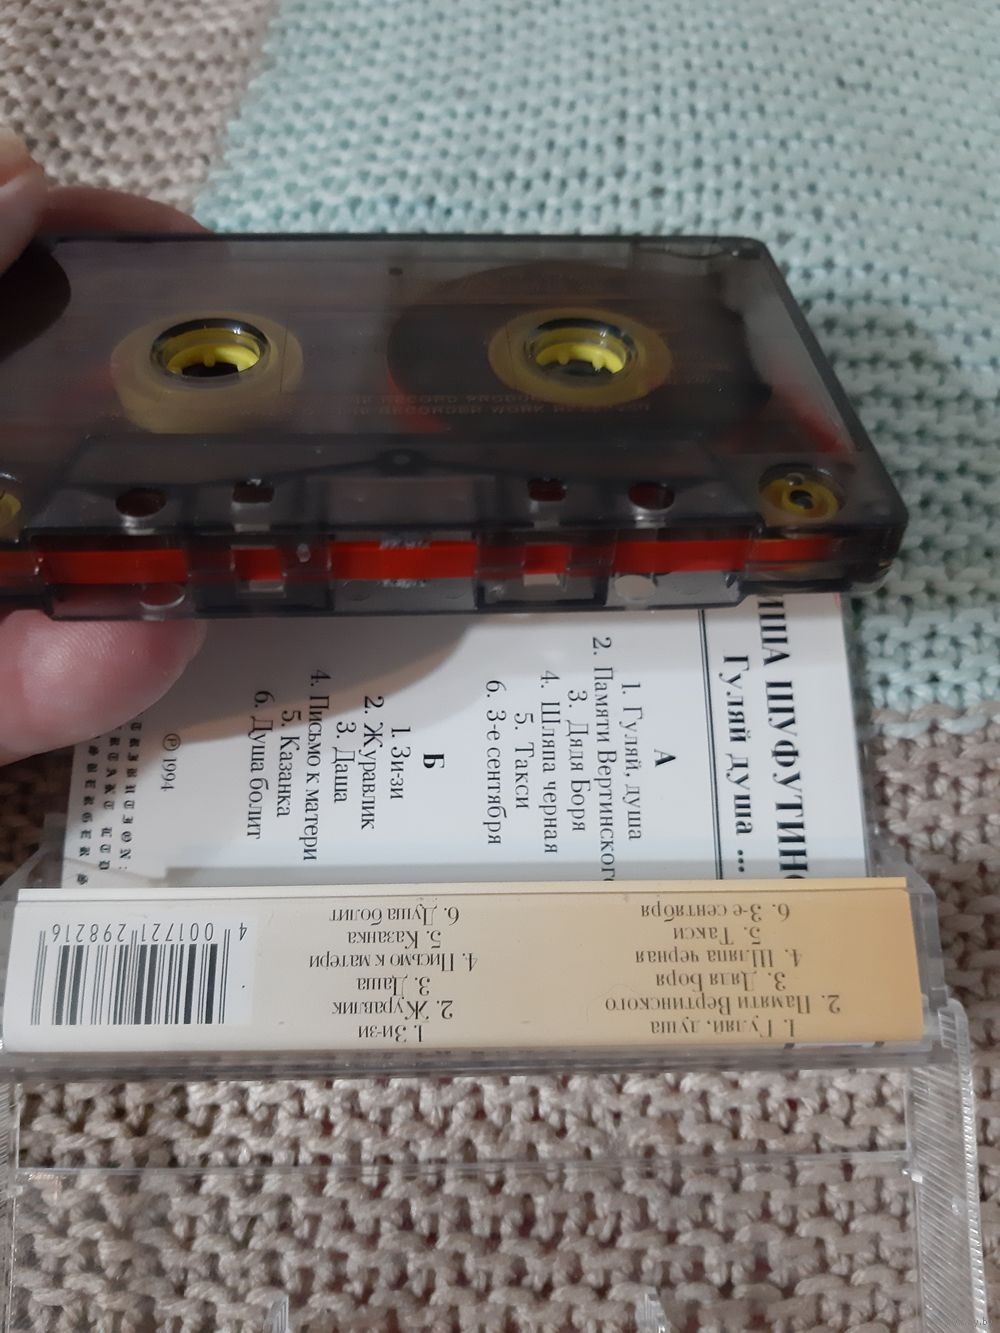 ША ШУФУТИН
Гуляй душа ...
А
1. Гуляй, душа
2. Памяти Вертинского
3. Дядя Боря
4. Шляпа черная
5. Такси
6. 3-е сентября
Б
1. Зи-зи
2. Журавлик
3. Даша
4. Письмо к матери
5. Казанка
6. Душа болит
℗ 1994
1. Гуляй, душа
2. Памяти Вертинского
3. Дядя Боря
4. Шляпа черная
5. Такси
6. 3-е сентября
1. Зи-зи
2. Журавлик
3. Даша
4. Письмо к матери
5. Казанка
6. Душа болит
4 001721 298216